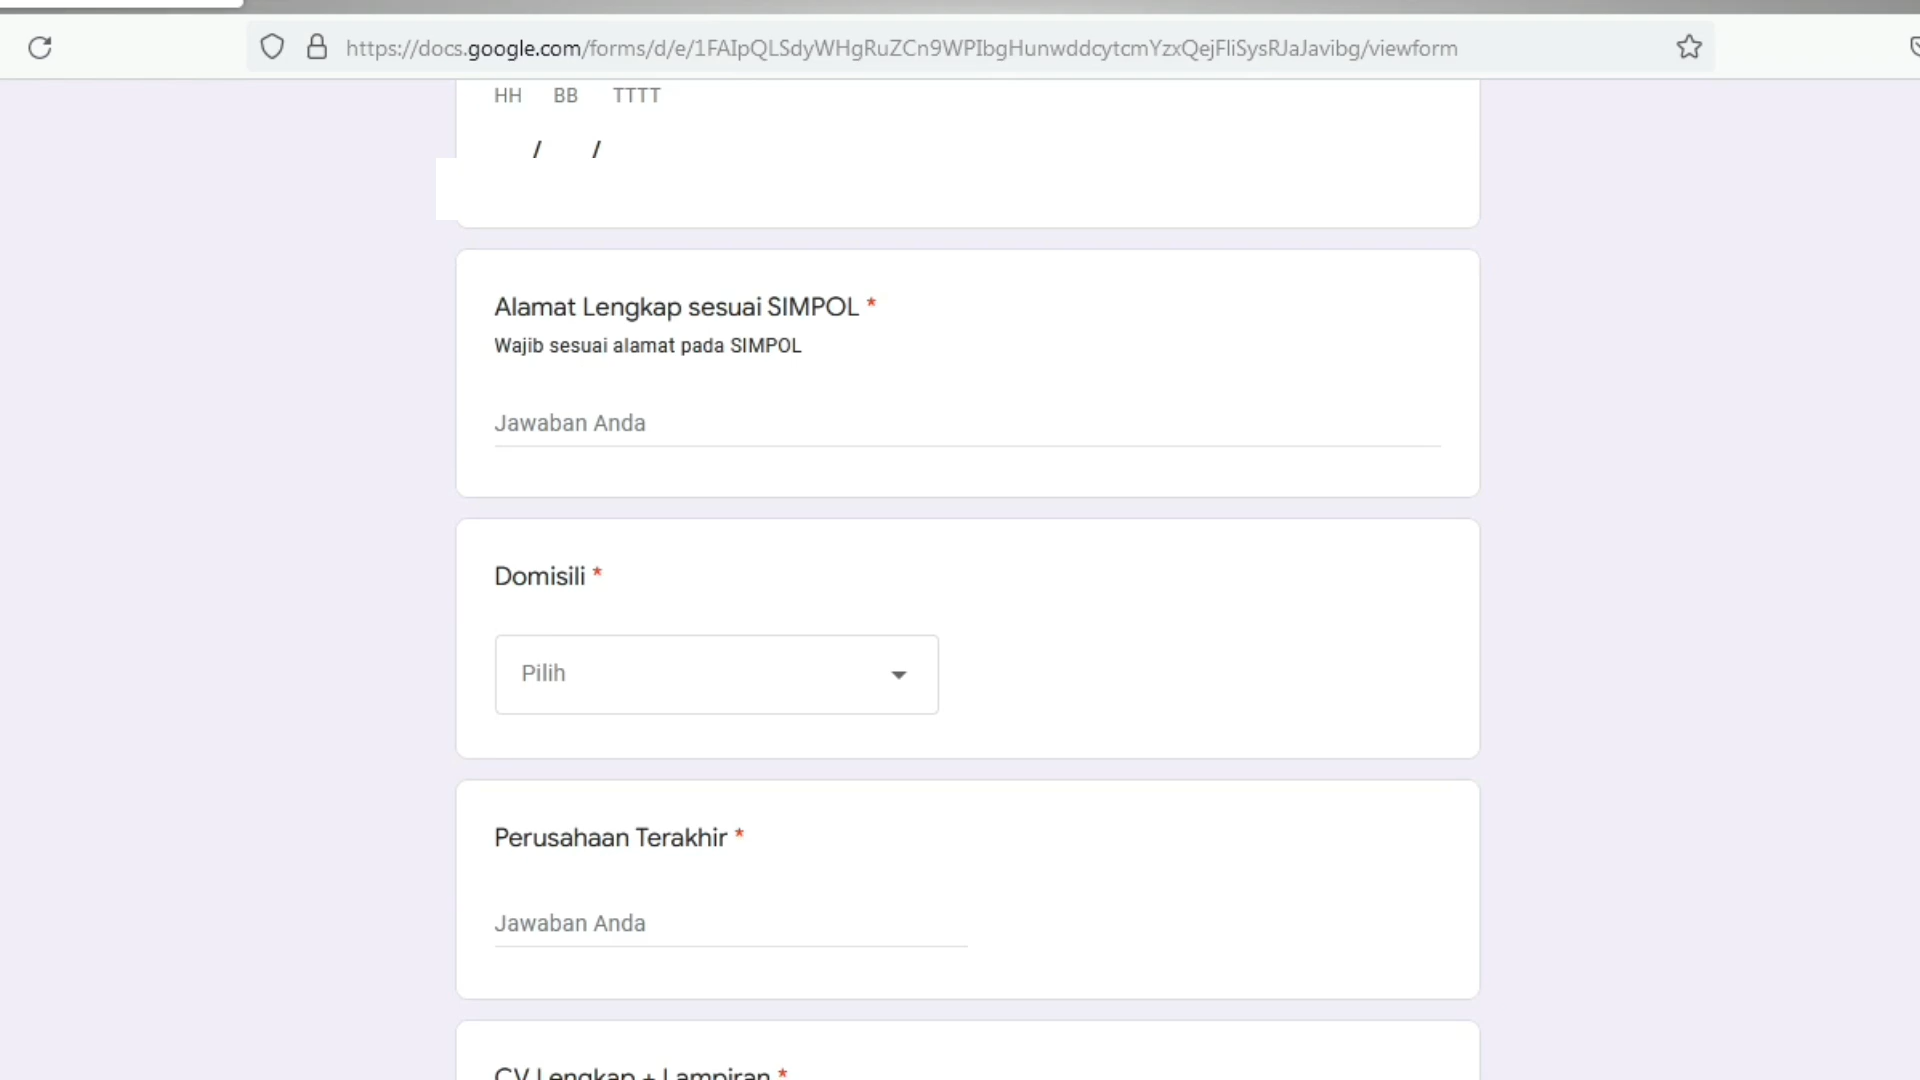 https://docs.google.com/forms/d/e/1FAIpQLSdyWHgRuZCn9WPIbgHunwddcytcmYzxQejFliSysRJaJavibg/viewform
HH BB TTTT
/ /
Alamat Lengkap sesuai SIMPOL *
Wajib sesuai alamat pada SIMPOL
Jawaban Anda
Domisili *
Pilih
Perusahaan Terakhir *
Jawaban Anda
CV Lengkap + Lampiran *